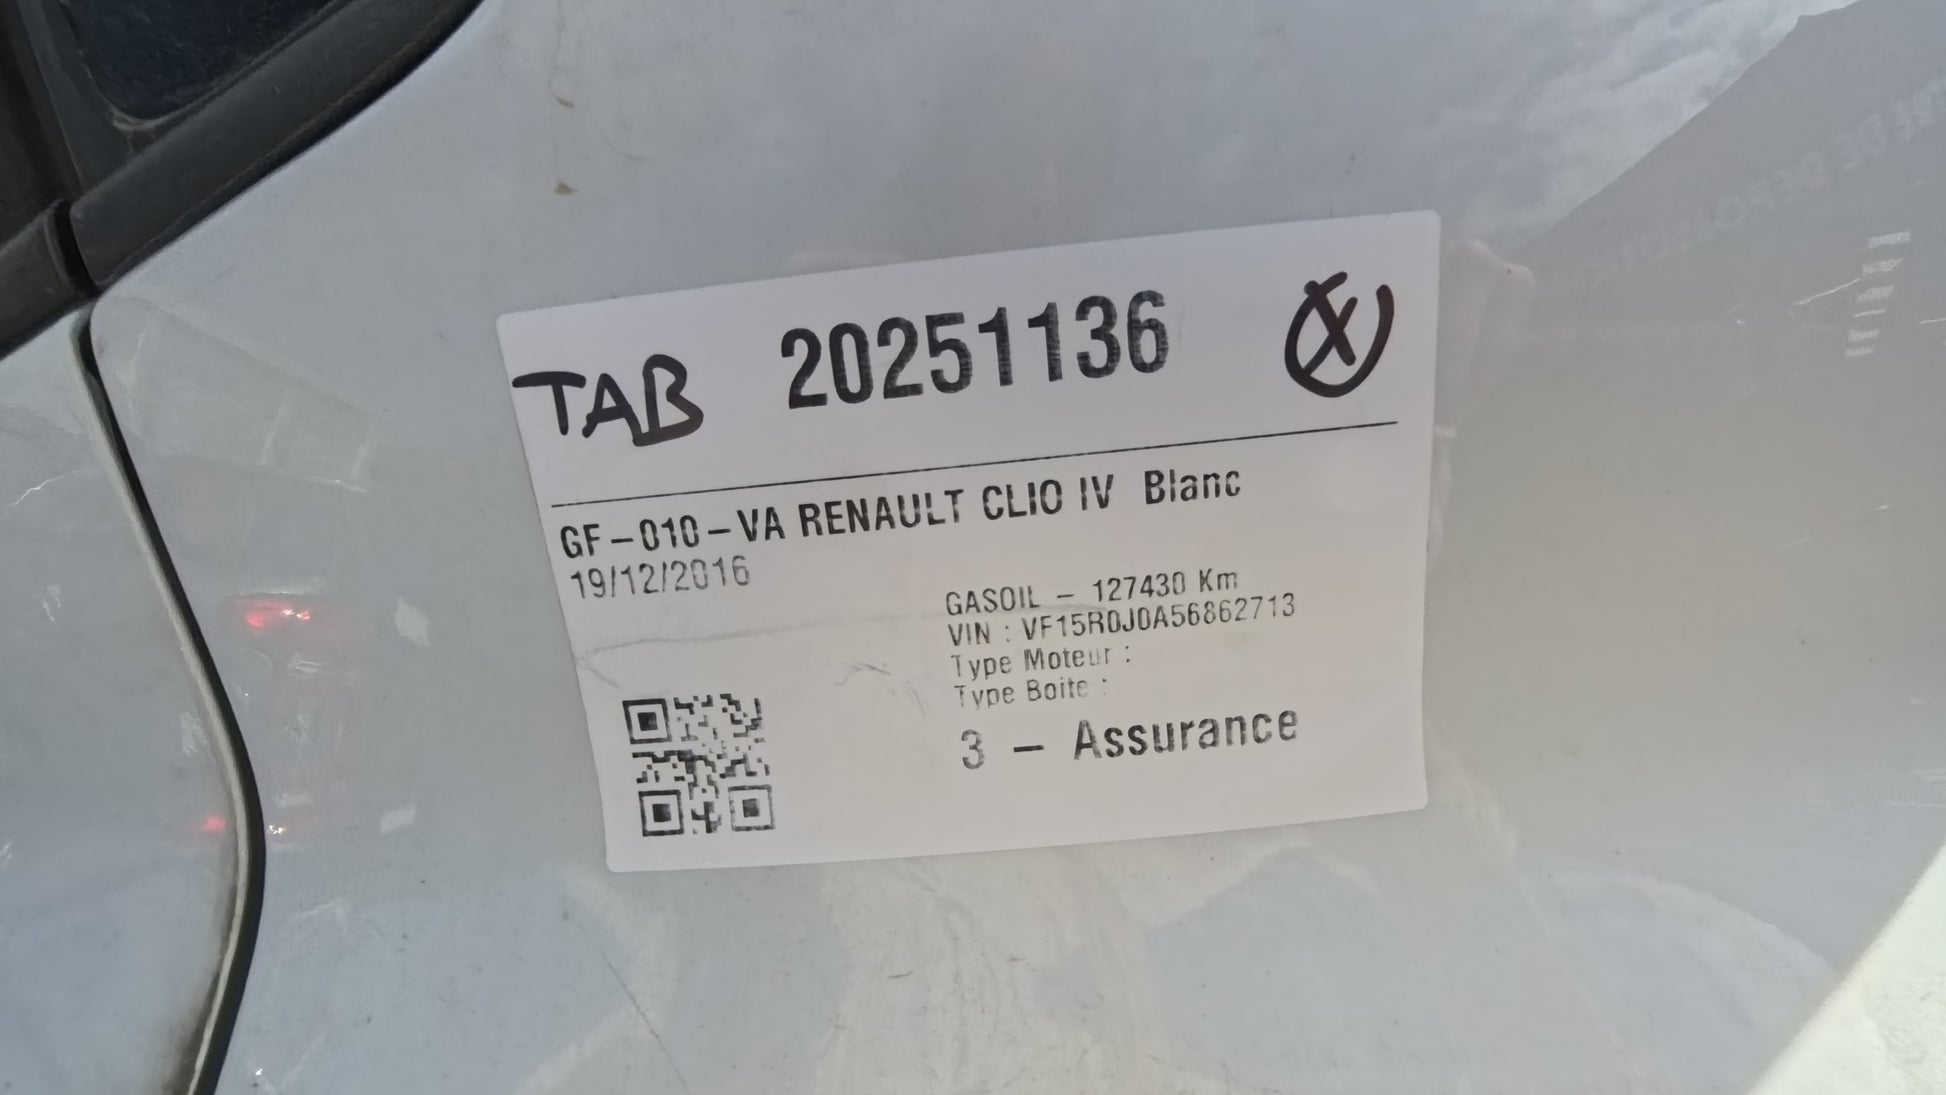 TAB 20251136
GF-010-VA RENAULT CLIO IV Blanc
19/12/2016
GASOIL - 127430 Km
VIN : VF15R0J0A56862713
Type Moteur :
Type Boite :
3 - Assurance